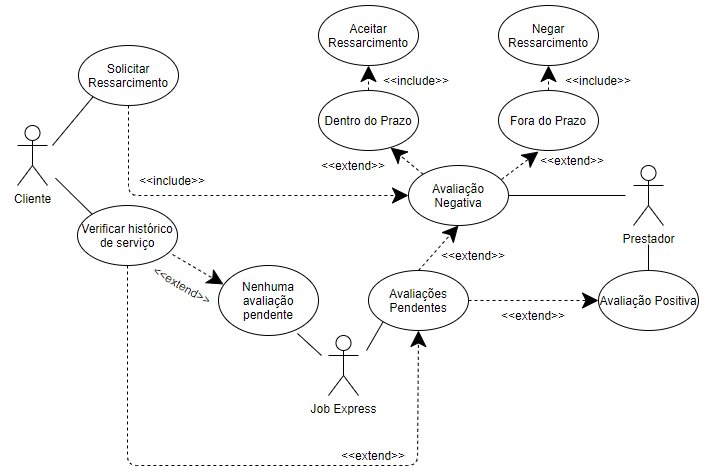 Aceitar
Ressarcimento
Negar
Ressarcimento
Solicitar
Ressarcimento
<<include>>
<<include>>
Dentro do Prazo
Fora do Prazo
<<extend>>
<<extend>>
<<include>>
Cliente
Avaliação
Negativa
Verificar histórico
de serviço
Prestador
<<extend>>
<<extend>>
Nenhuma
avaliação
pendente
Avaliações
Pendentes
Avaliação Positiva
<<extend>>
Job Express
<<extend>>